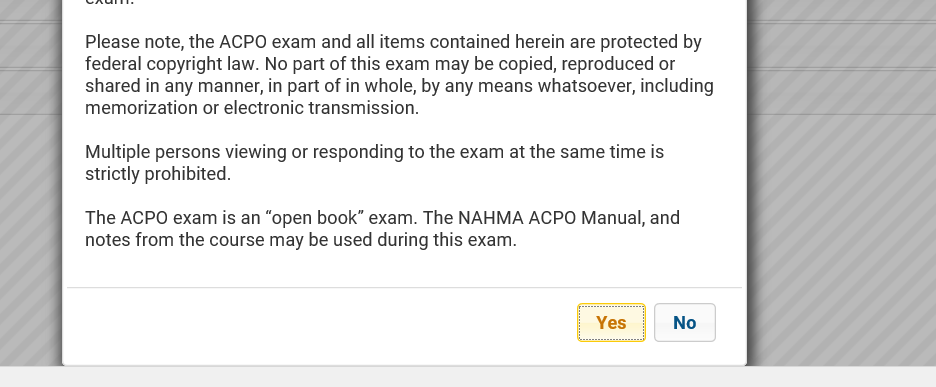 exam.
Please note, the ACPO exam and all items contained herein are protected by
federal copyright law. No part of this exam may be copied, reproduced or
shared in any manner, in part of in whole, by any means whatsoever, including
memorization or electronic transmission.
Multiple persons viewing or responding to the exam at the same time is
strictly prohibited.
The ACPO exam is an “open book” exam. The NAHMA ACPO Manual, and
notes from the course may be used during this exam.
Yes No